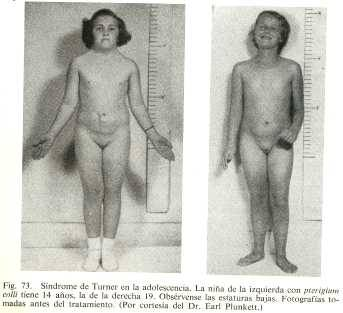 Fig. 73. Síndrome de Turner en la adolescencia. La niña de la izquierda con pterigium
colli tiene 14 años, la de la derecha 19. Obsérvense las estaturas bajas. Fotografías to-
madas antes del tratamiento. (Por cortesía del Dr. Earl Plunkett.)